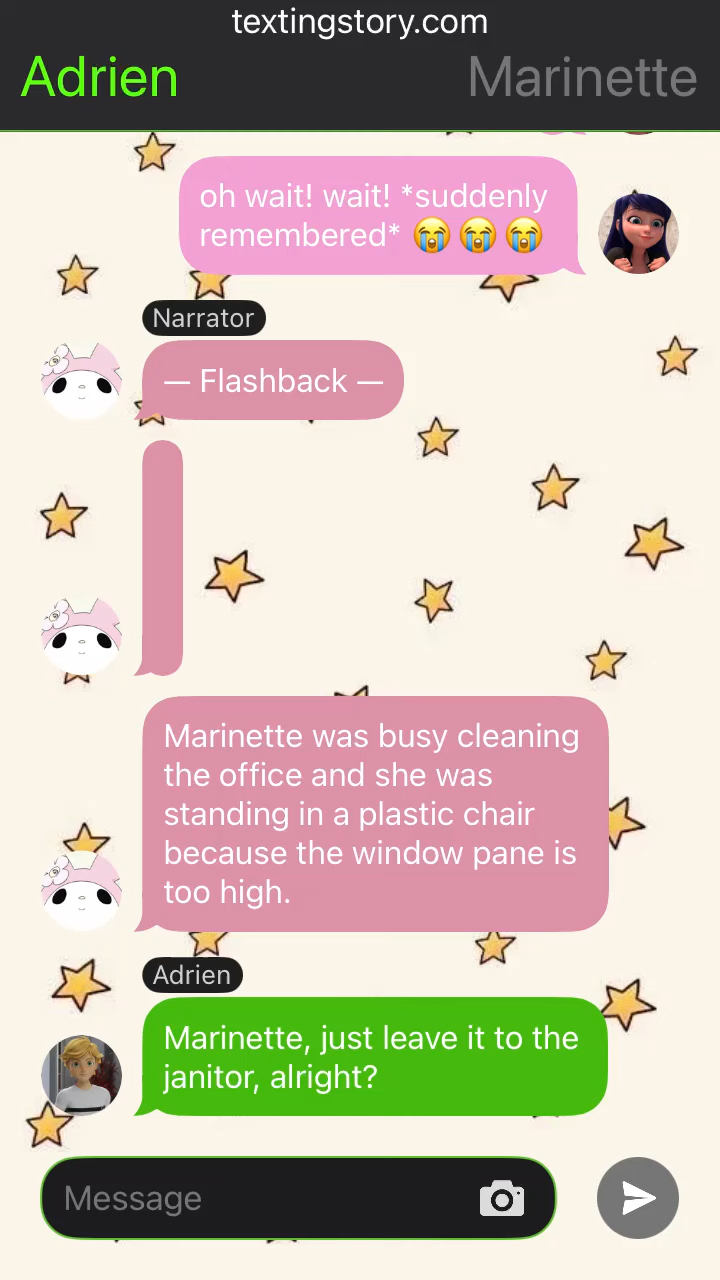 textingstory.com
Adrien
Marinette
oh wait! wait! *suddenly
remembered* 😭😭😭
Narrator
— Flashback —
Marinette was busy cleaning
the office and she was
standing in a plastic chair
because the window pane is
too high.
Adrien
Marinette, just leave it to the
janitor, alright?
Message